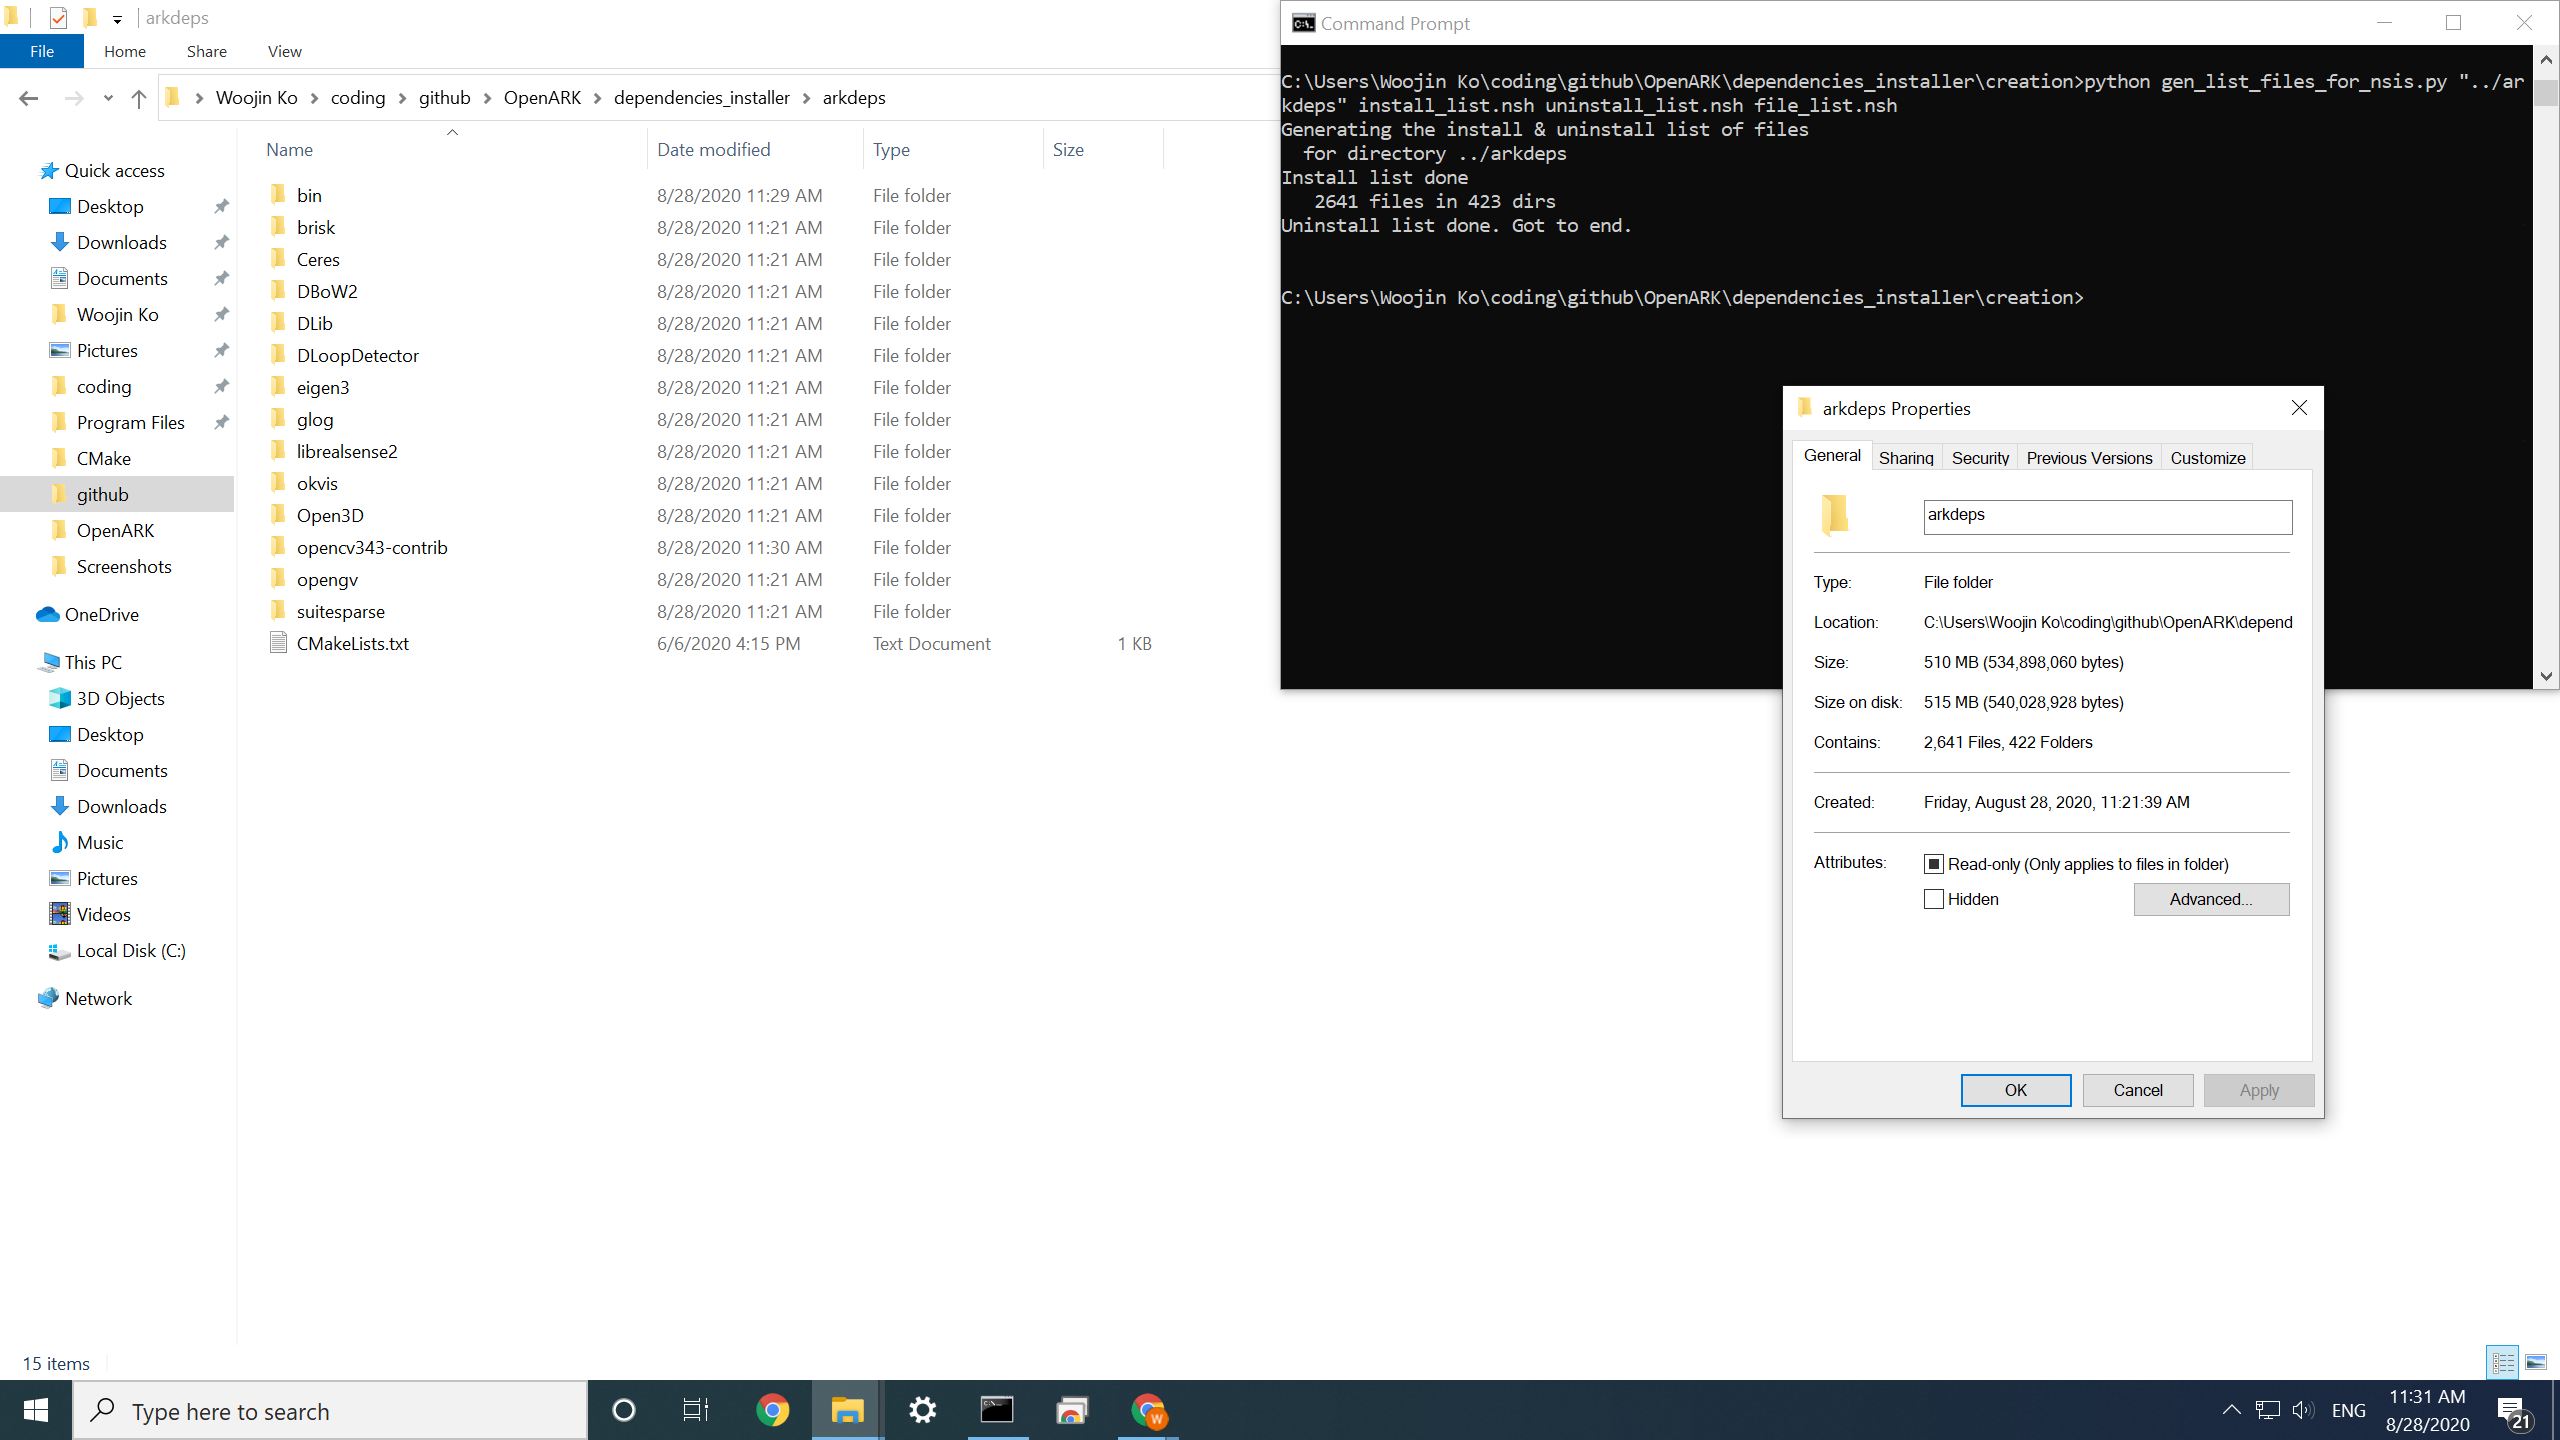 arkdeps
File
Home
Share
View
Woojin Ko
coding
github
OpenARK
dependencies_installer
arkdeps
Name
Date modified
Type
Size
Quick access
Desktop
Downloads
Documents
Woojin Ko
Pictures
coding
Program Files
CMake
github
OpenARK
Screenshots
OneDrive
This PC
3D Objects
Desktop
Documents
Downloads
Music
Pictures
Videos
Local Disk (C:)
Network
bin 8/28/2020 11:29 AM File folder
brisk 8/28/2020 11:21 AM File folder
Ceres 8/28/2020 11:21 AM File folder
DBoW2 8/28/2020 11:21 AM File folder
DLib 8/28/2020 11:21 AM File folder
DLoopDetector 8/28/2020 11:21 AM File folder
eigen3 8/28/2020 11:21 AM File folder
glog 8/28/2020 11:21 AM File folder
librealsense2 8/28/2020 11:21 AM File folder
okvis 8/28/2020 11:21 AM File folder
Open3D 8/28/2020 11:21 AM File folder
opencv343-contrib 8/28/2020 11:30 AM File folder
opengv 8/28/2020 11:21 AM File folder
suitesparse 8/28/2020 11:21 AM File folder
CMakeLists.txt 6/6/2020 4:15 PM Text Document 1 KB
15 items
Command Prompt
C:\Users\Woojin Ko\coding\github\OpenARK\dependencies_installer\creation>python gen_list_files_for_nsis.py "../ar
kdeps" install_list.nsh uninstall_list.nsh file_list.nsh
Generating the install & uninstall list of files
for directory ../arkdeps
Install list done
2641 files in 423 dirs
Uninstall list done. Got to end.
C:\Users\Woojin Ko\coding\github\OpenARK\dependencies_installer\creation>
arkdeps Properties
General
Sharing
Security
Previous Versions
Customize
arkdeps
Type: File folder
Location: C:\Users\Woojin Ko\coding\github\OpenARK\depend
Size: 510 MB (534,898,060 bytes)
Size on disk: 515 MB (540,028,928 bytes)
Contains: 2,641 Files, 422 Folders
Created: Friday, August 28, 2020, 11:21:39 AM
Attributes: Read-only (Only applies to files in folder)
Hidden
Advanced...
OK
Cancel
Apply
Type here to search
W
ENG
11:31 AM
8/28/2020
21